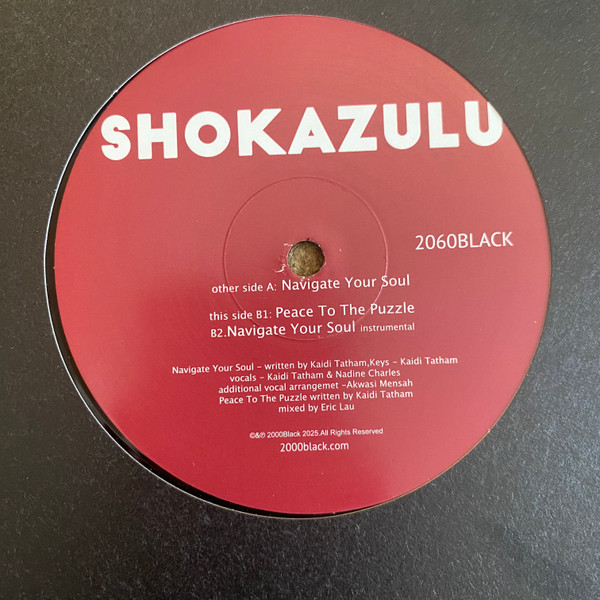 SHOKAZULU
2060BLACK
other side A: Navigate Your Soul
this side B1: Peace To The Puzzle
B2.Navigate Your Soul instrumental
Navigate Your Soul – written by Kaidi Tatham,Keys – Kaidi Tatham
vocals – Kaidi Tatham & Nadine Charles
additional vocal arrangemet –Akwasi Mensah
Peace To The Puzzle written by Kaidi Tatham
mixed by Eric Lau
©&℗ 2000Black 2025.All Rights Reserved
2000black.com